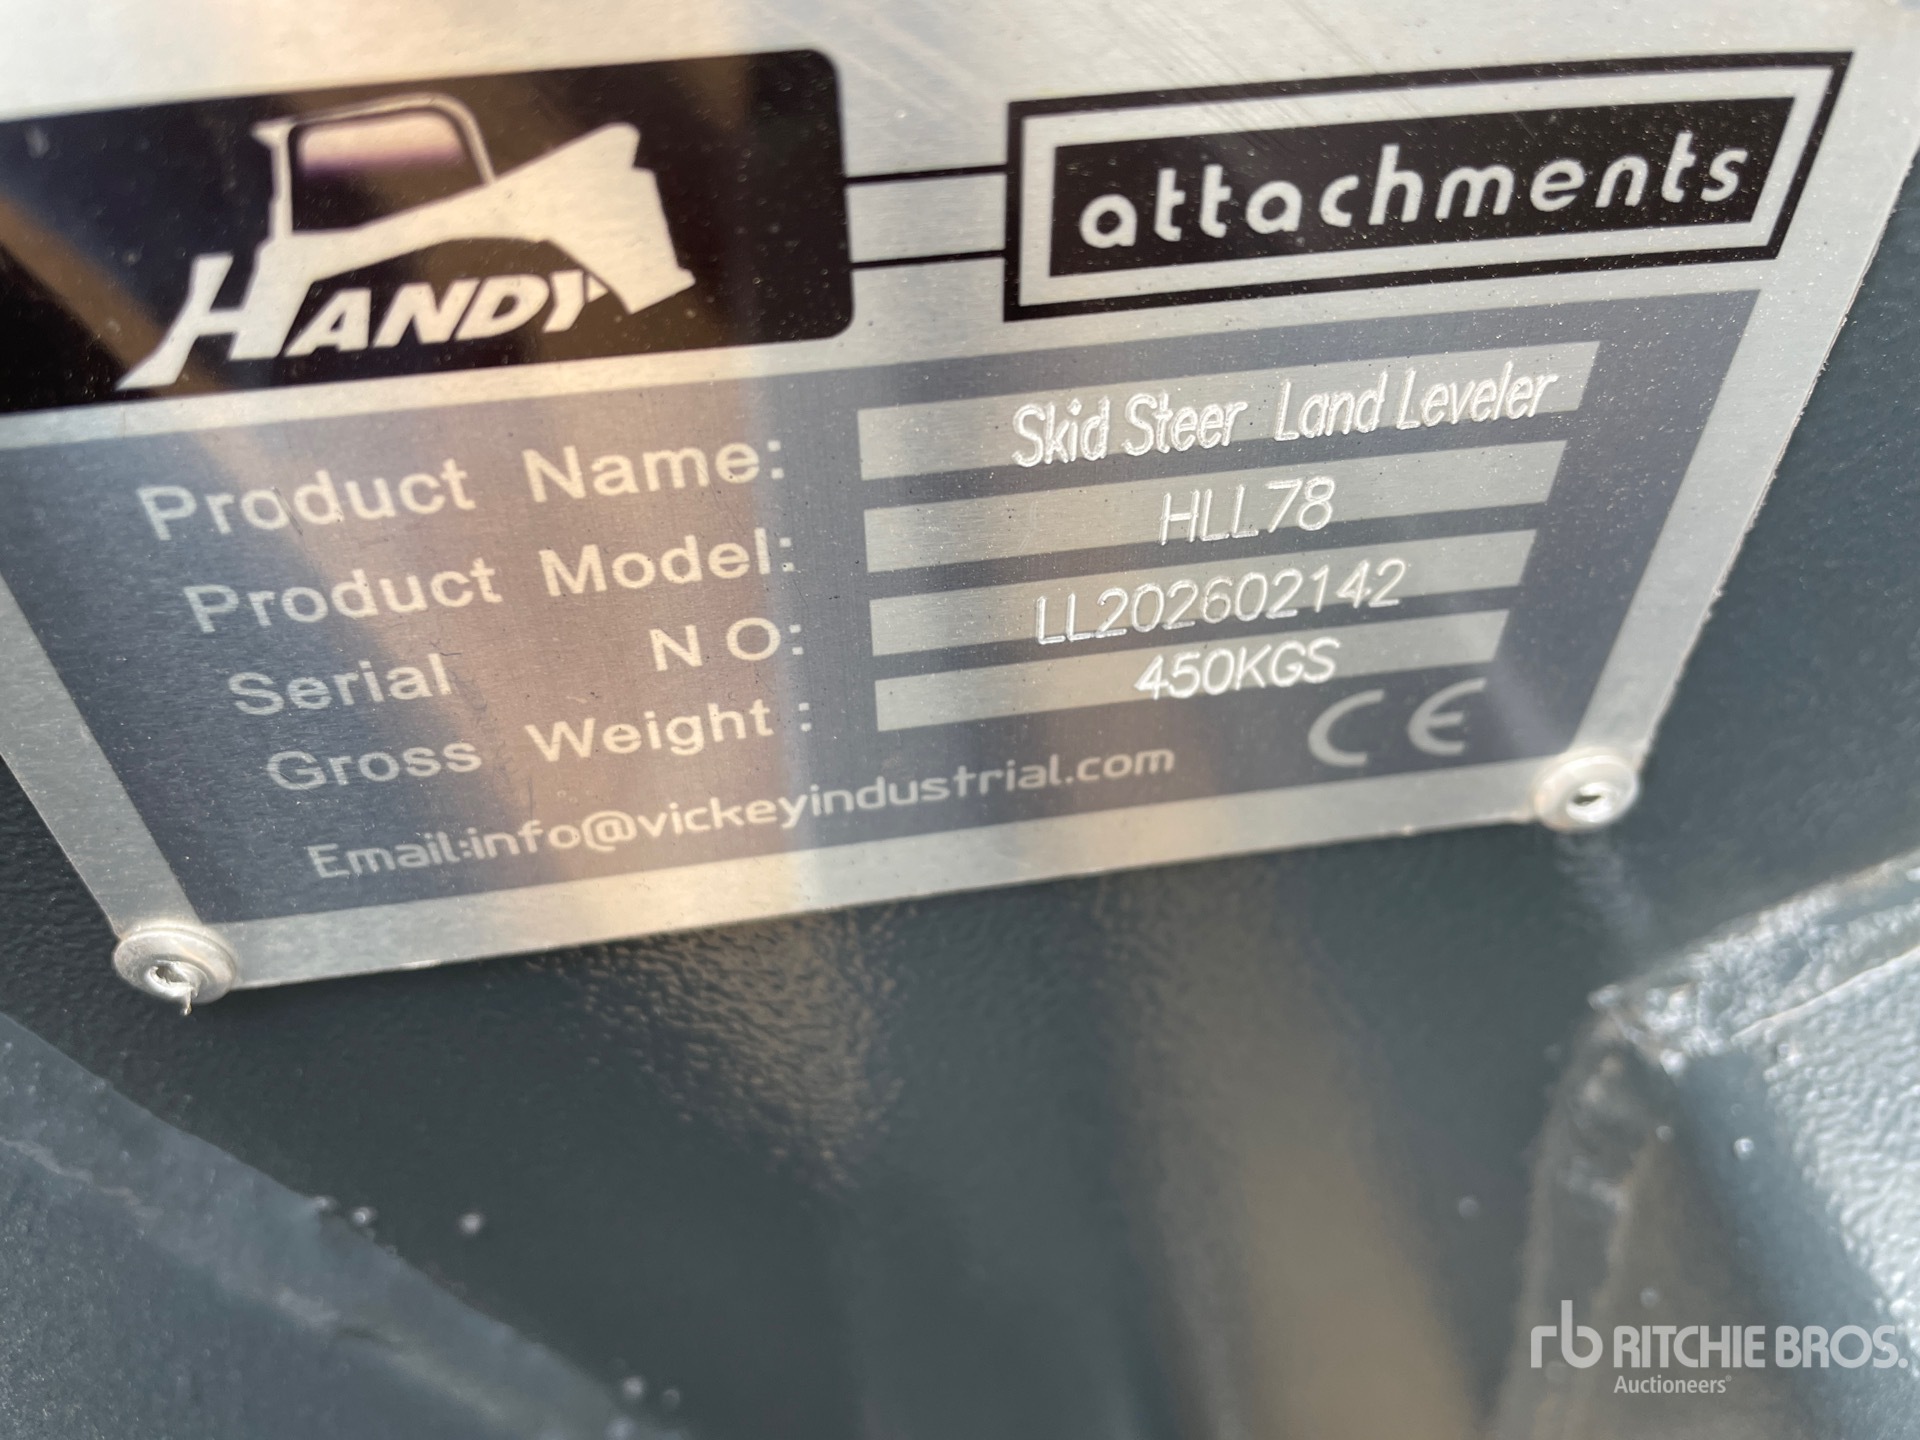 HANDY
attachments
Product Name: Skid Steer Land Leveler
Product Model: HLL78
Serial NO: LL202602142
Gross Weight: 450KGS
Email:info@vickeyindustrial.com
CE
rb RITCHIE BROS.
Auctioneers